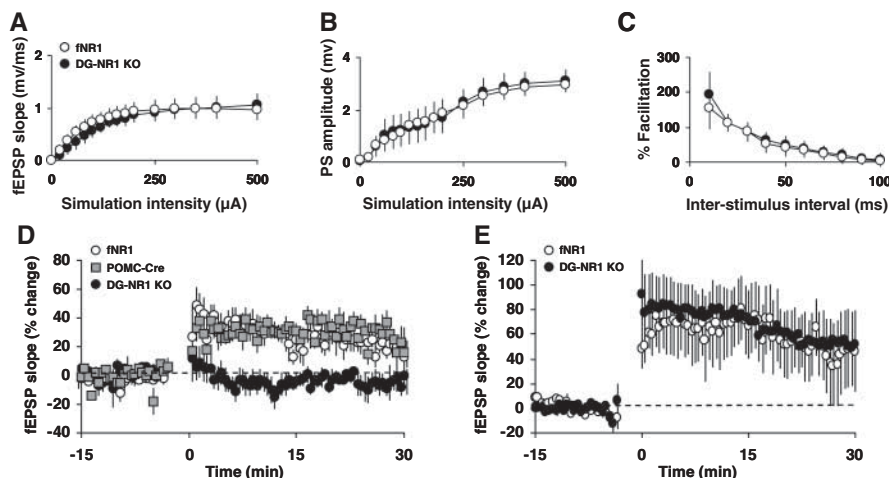 A
fEPSP slope (mv/ms)
2
1
0
fNR1
DG-NR1 KO
0 250 500
Simulation intensity (µA)
B
PS amplitude (mv)
4
2
0
0 250 500
Simulation intensity (µA)
C
% Facilitation
300
200
100
0
0 50 100
Inter-stimulus interval (ms)
D
fEPSP slope (% change)
80
60
40
20
0
-20
-40
fNR1
POMC-Cre
DG-NR1 KO
-15 0 15 30
Time (min)
E
fEPSP slope (% change)
120
100
80
60
40
20
0
-20
fNR1
DG-NR1 KO
-15 0 15 30
Time (min)